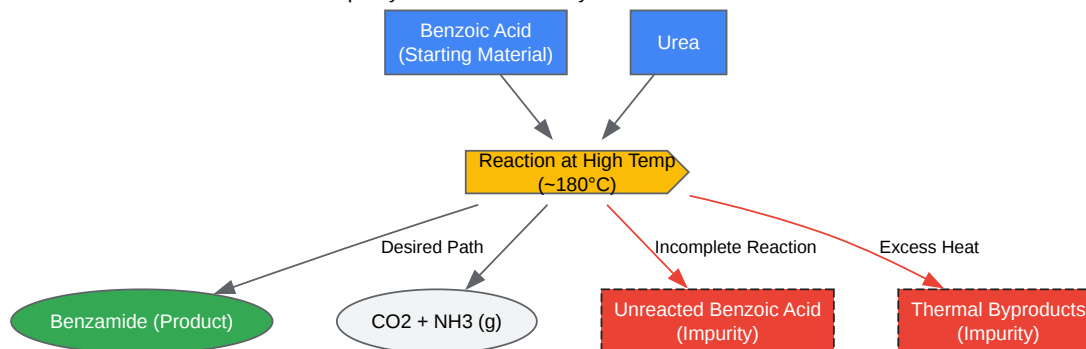 Benzoic Acid
(Starting Material)
Urea
Reaction at High Temp
(~180°C)
Desired Path
Incomplete Reaction
Excess Heat
Benzamide (Product)
CO2 + NH3 (g)
Unreacted Benzoic Acid
(Impurity)
Thermal Byproducts
(Impurity)